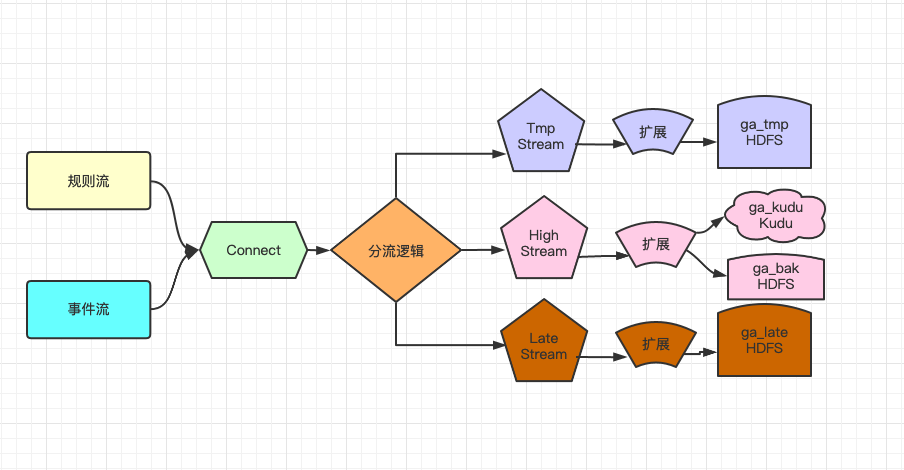 规则流
事件流
Connect
分流逻辑
Tmp
Stream
扩展
ga_tmp
HDFS
High
Stream
扩展
ga_kudu
Kudu
ga_bak
HDFS
Late
Stream
扩展
ga_late
HDFS